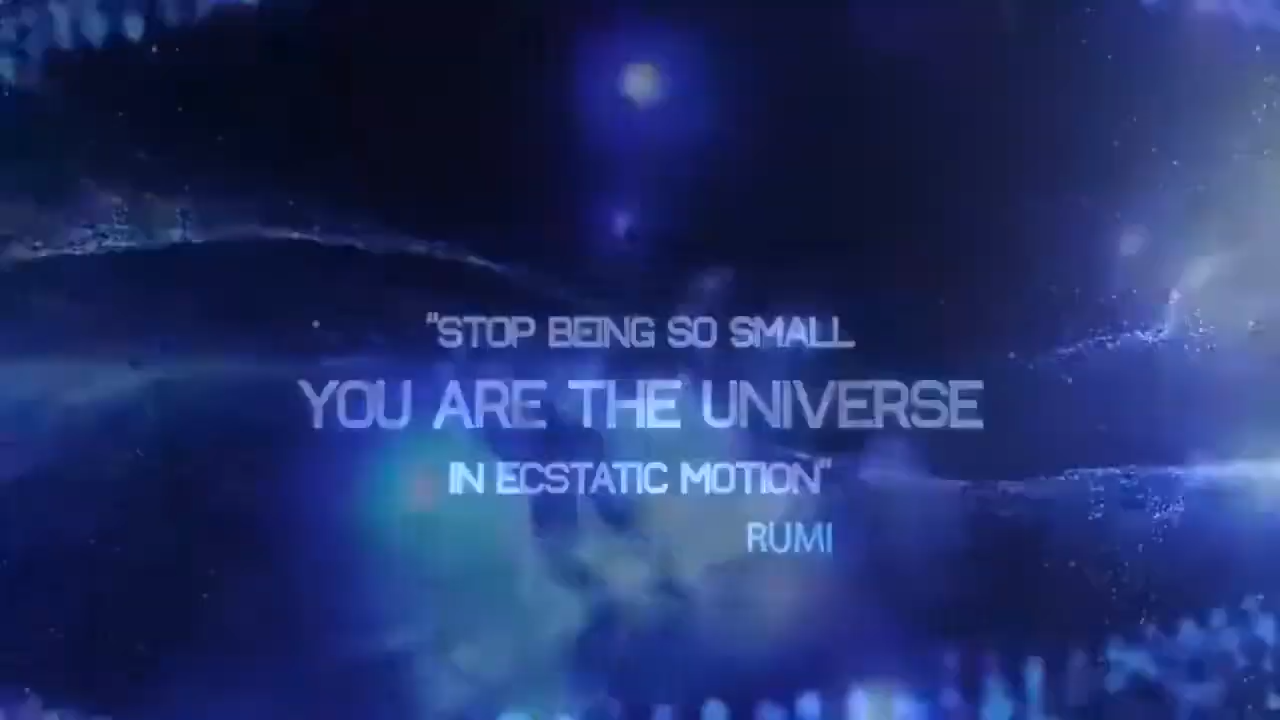 "STOP BEING SO SMALL
YOU ARE THE UNIVERSE
IN ECSTATIC MOTION"
RUMI